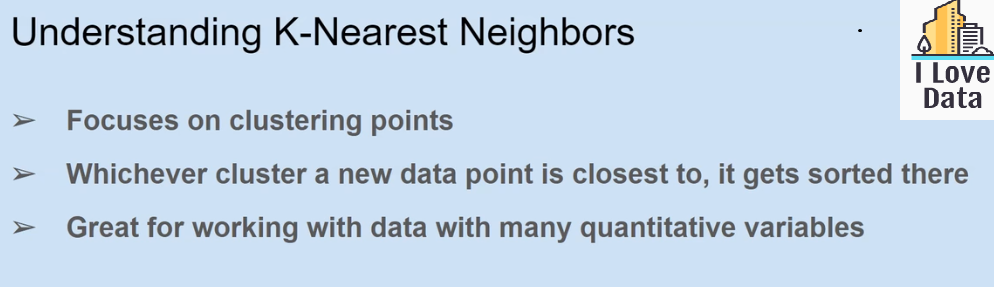 Understanding K-Nearest Neighbors
I Love
Data
➢ Focuses on clustering points
➢ Whichever cluster a new data point is closest to, it gets sorted there
➢ Great for working with data with many quantitative variables